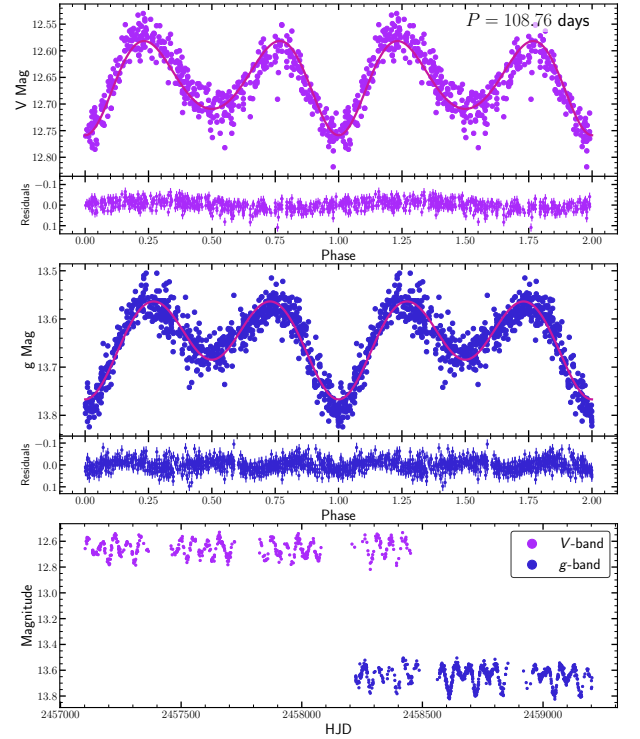 P = 108.76 days
12.55
12.60
12.65
12.70
12.75
12.80
V Mag
−0.1
0.0
0.1
Residuals
0.00 0.25 0.50 0.75 1.00 1.25 1.50 1.75 2.00
Phase
13.5
13.6
13.7
13.8
g Mag
−0.1
0.0
0.1
Residuals
0.00 0.25 0.50 0.75 1.00 1.25 1.50 1.75 2.00
Phase
12.6
12.8
13.0
13.2
13.4
13.6
13.8
Magnitude
V-band
g-band
2457000 2457500 2458000 2458500 2459000
HJD